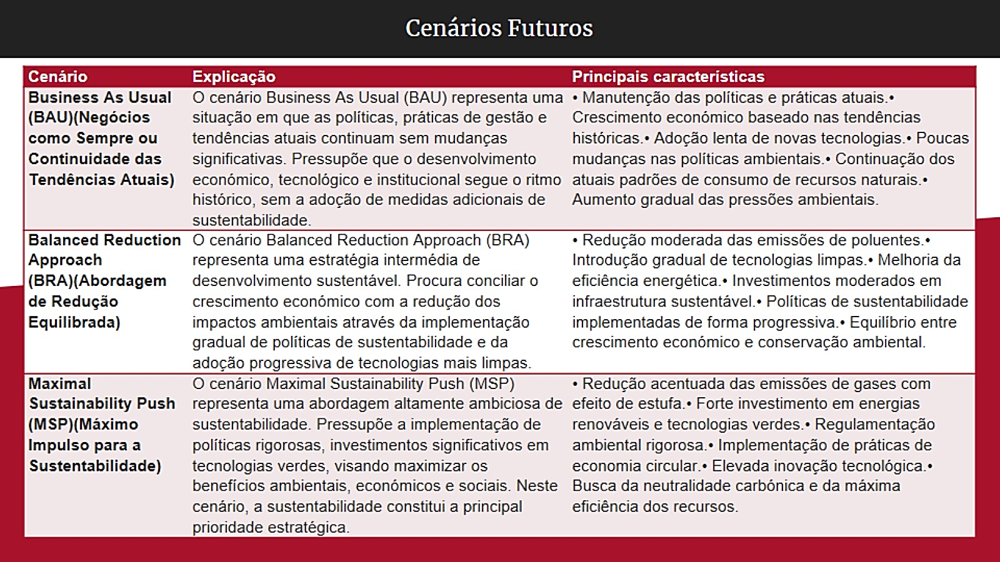 Cenários Futuros
Cenário
Explicação
Principais características
Business As Usual
(BAU)(Negócios
como Sempre ou
Continuidade das
Tendências Atuais)
O cenário Business As Usual (BAU) representa uma
situação em que as políticas, práticas de gestão e
tendências atuais continuam sem mudanças
significativas. Pressupõe que o desenvolvimento
económico, tecnológico e institucional segue o ritmo
histórico, sem a adoção de medidas adicionais de
sustentabilidade.
• Manutenção das políticas e práticas atuais.•
Crescimento económico baseado nas tendências
históricas.• Adoção lenta de novas tecnologias.• Poucas
mudanças nas políticas ambientais.• Continuação dos
atuais padrões de consumo de recursos naturais.•
Aumento gradual das pressões ambientais.
Balanced Reduction
Approach
(BRA)(Abordagem
de Redução
Equilibrada)
O cenário Balanced Reduction Approach (BRA)
representa uma estratégia intermédia de
desenvolvimento sustentável. Procura conciliar o
crescimento económico com a redução dos
impactos ambientais através da implementação
gradual de políticas de sustentabilidade e da
adoção progressiva de tecnologias mais limpas.
• Redução moderada das emissões de poluentes.•
Introdução gradual de tecnologias limpas.• Melhoria da
eficiência energética.• Investimentos moderados em
infraestrutura sustentável.• Políticas de sustentabilidade
implementadas de forma progressiva.• Equilíbrio entre
crescimento económico e conservação ambiental.
Maximal
Sustainability Push
(MSP)(Máximo
Impulso para a
Sustentabilidade)
O cenário Maximal Sustainability Push (MSP)
representa uma abordagem altamente ambiciosa de
sustentabilidade. Pressupõe a implementação de
políticas rigorosas, investimentos significativos em
tecnologias verdes, visando maximizar os
benefícios ambientais, económicos e sociais. Neste
cenário, a sustentabilidade constitui a principal
prioridade estratégica.
• Redução acentuada das emissões de gases com
efeito de estufa.• Forte investimento em energias
renováveis e tecnologias verdes.• Regulamentação
ambiental rigorosa.• Implementação de práticas de
economia circular.• Elevada inovação tecnológica.•
Busca da neutralidade carbónica e da máxima
eficiência dos recursos.